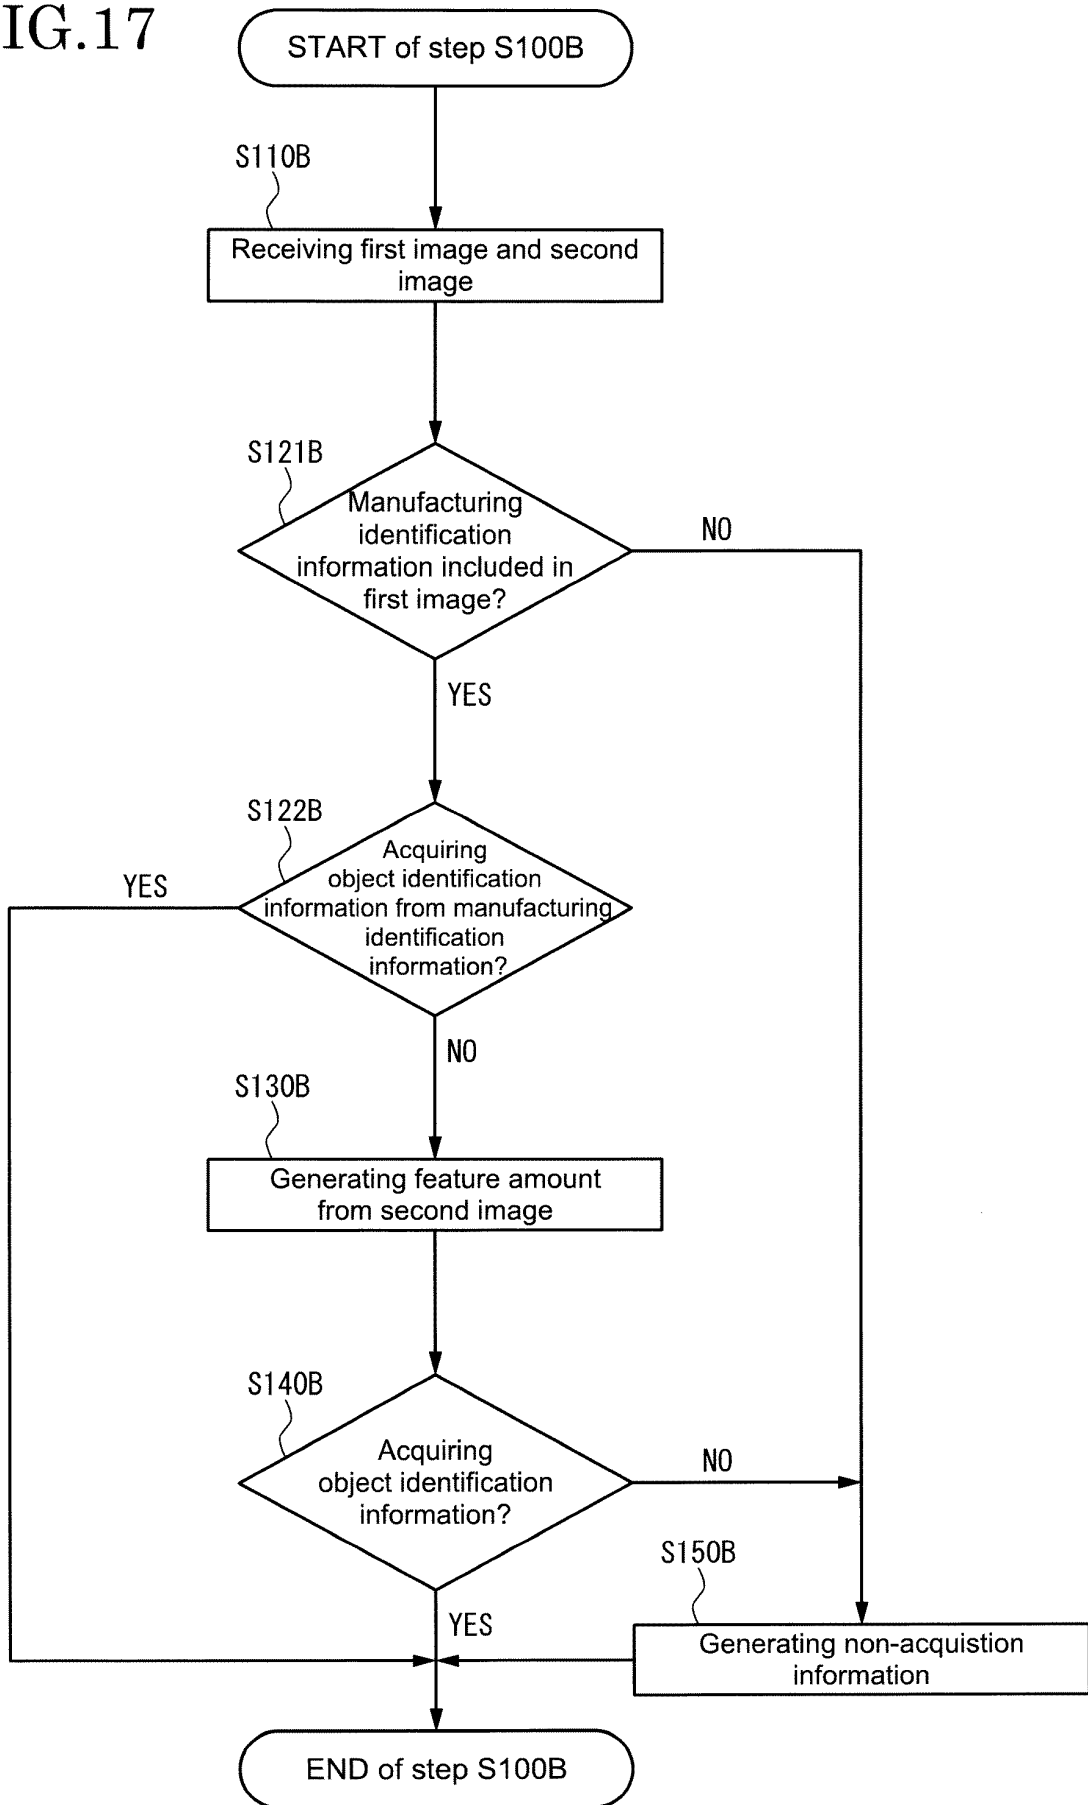 IG.17
START of step S100B
S110B
Receiving first image and second
image
S121B
Manufacturing
identification
information included in
first image?
NO
YES
S122B
Acquiring
object identification
information from manufacturing
identification
information?
YES
NO
S130B
Generating feature amount
from second image
S140B
Acquiring
object identification
information?
NO
YES
S150B
Generating non-acquistion
information
END of step S100B